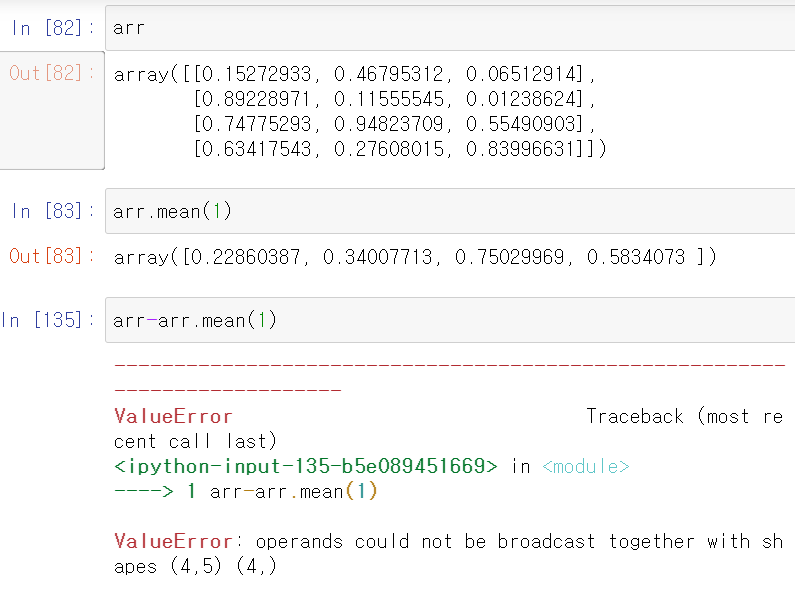 In [82]: arr
Out[82]: array([[0.15272933, 0.46795312, 0.06512914],
[0.89228971, 0.11555545, 0.01238624],
[0.74775293, 0.94823709, 0.55490903],
[0.63417543, 0.27608015, 0.83996631]])
In [83]: arr.mean(1)
Out[83]: array([0.22860387, 0.34007713, 0.75029969, 0.5834073 ])
In [135]: arr-arr.mean(1)
--------------------------------------------------------
-------------------
ValueError Traceback (most re
cent call last)
<ipython-input-135-b5e089451669> in <module>
----> 1 arr-arr.mean(1)
ValueError: operands could not be broadcast together with sh
apes (4,5) (4,)